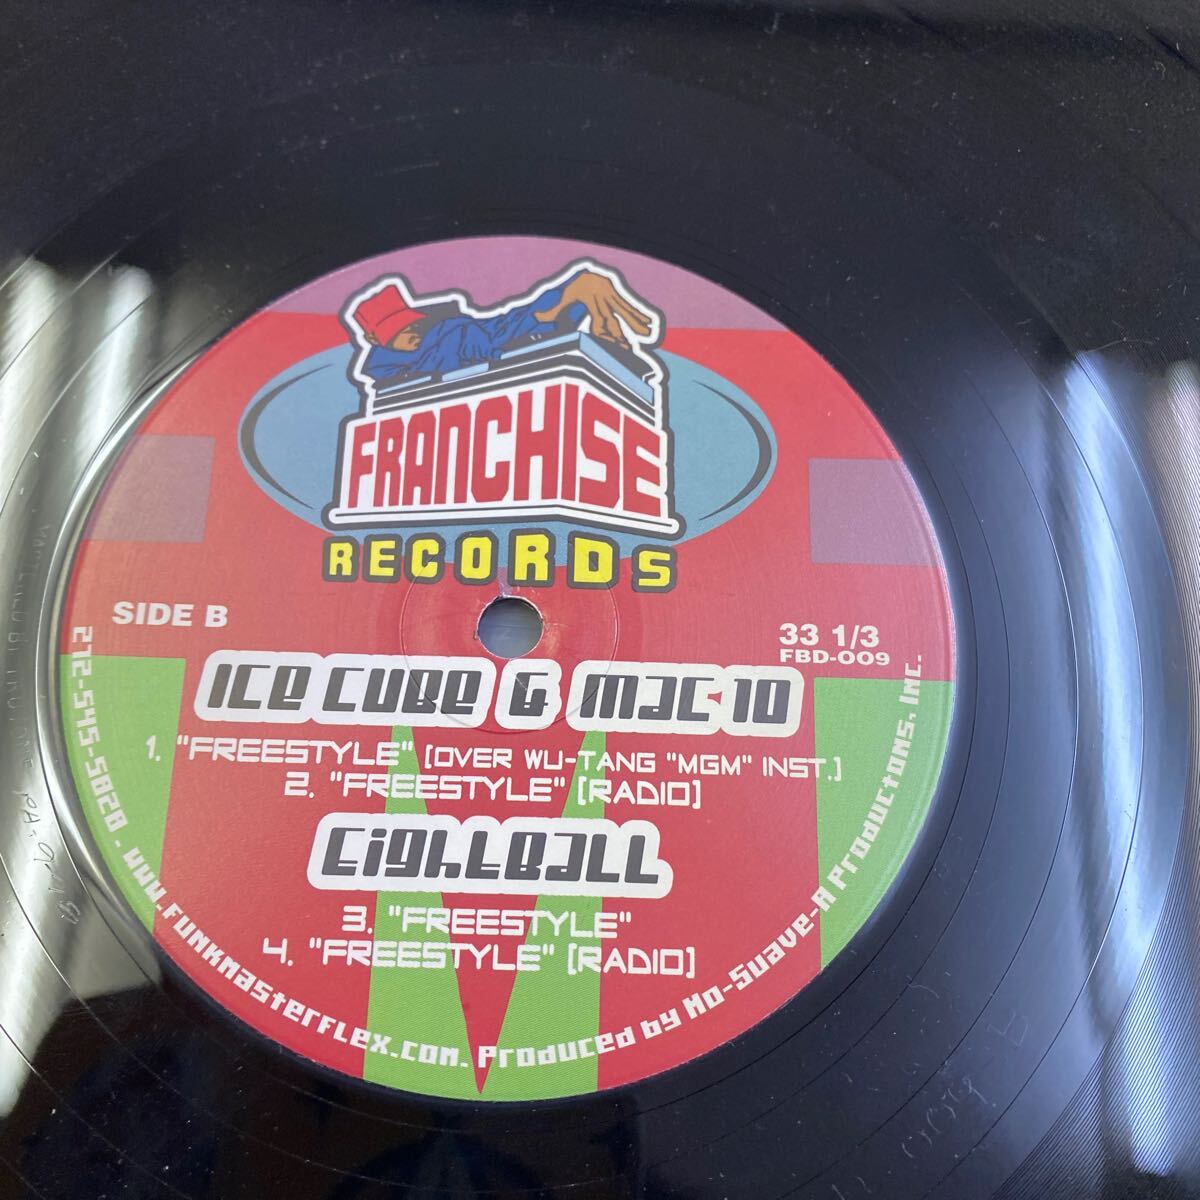 FRANCHISE
RECORDS
SIDE B
33 1/3
FBD-009
ICE CUBE & MAC 10
1. "FREESTYLE" [OVER WU-TANG "MGM" INST.]
2. "FREESTYLE" [RADIO]
EIGHTBALL
3. "FREESTYLE"
4. "FREESTYLE" [RADIO]
212-545-5820 - www.FUNKMASTERFLEX.COM. Produced by Mo-Suave-A Productons, Inc.